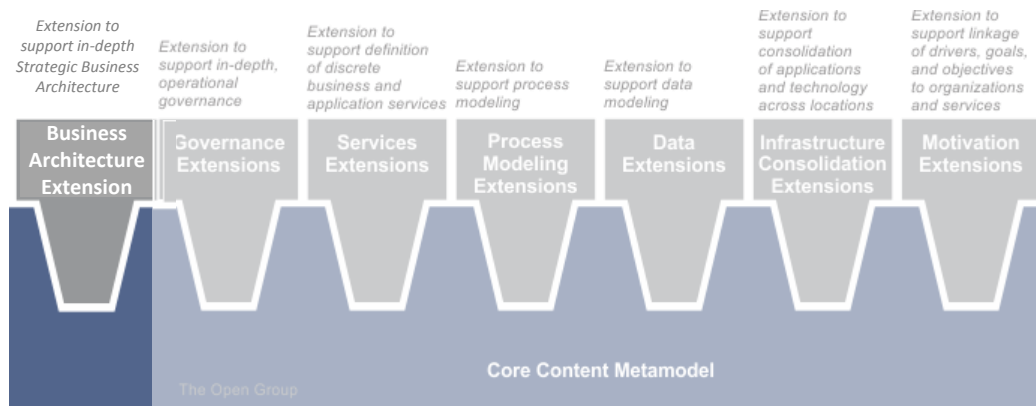 Extension to
support in-depth
Strategic Business
Architecture
Extension to
support in-depth,
operational
governance
Extension to
support definition
of discrete
business and
application services
Extension to
support process
modeling
Extension to
support data
modeling
Extension to
support
consolidation
of applications
and technology
across locations
Extension to
support linkage
of drivers, goals,
and objectives
to organizations
and services
Business
Architecture
Extension
Governance
Extensions
Services
Extensions
Process
Modeling
Extensions
Data
Extensions
Infrastructure
Consolidation
Extensions
Motivation
Extensions
Core Content Metamodel
The Open Group